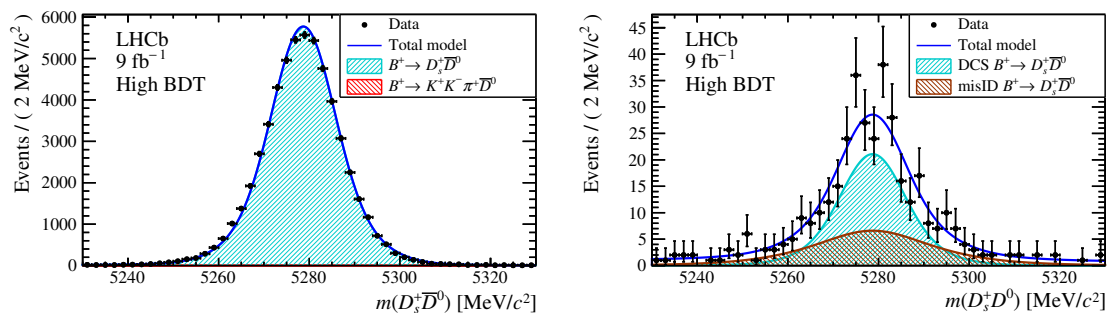 Events / ( 2 MeV/c²)
6000
5000
4000
3000
2000
1000
0
LHCb
9 fb⁻¹
High BDT
Data
Total model
B⁺→ D_s⁺D̅⁰
B⁺→ K⁺K⁻π⁺D̅⁰
5240
5260
5280
5300
5320
m(D_s⁺D̅⁰) [MeV/c²]
Events / ( 2 MeV/c²)
45
40
35
30
25
20
15
10
5
0
LHCb
9 fb⁻¹
High BDT
Data
Total model
DCS B⁺→ D_s⁺D̅⁰
misID B⁺→ D_s⁺D̅⁰
5240
5260
5280
5300
5320
m(D_s⁺D⁰) [MeV/c²]